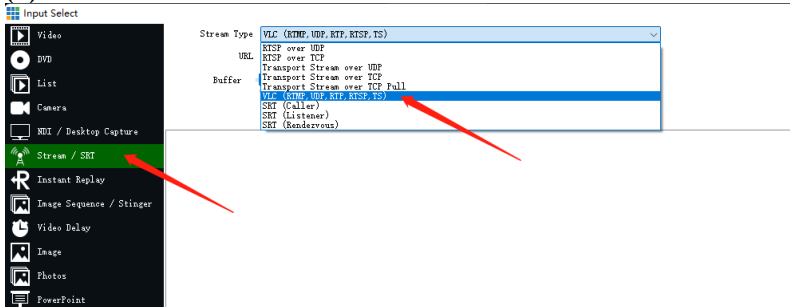 Input Select
Video
DVD
List
Camera
NDI / Desktop Capture
Stream / SRT
Instant Replay
Image Sequence / Stinger
Video Delay
Image
Photos
PowerPoint
Stream Type
VLC (RTMP, UDP, RTP, RTSP, TS)
URL
Buffer
RTSP over UDP
RTSP over TCP
Transport Stream over UDP
Transport Stream over TCP
Transport Stream over TCP Pull
VLC (RTMP, UDP, RTP, RTSP, TS)
SRT (Caller)
SRT (Listener)
SRT (Rendezvous)